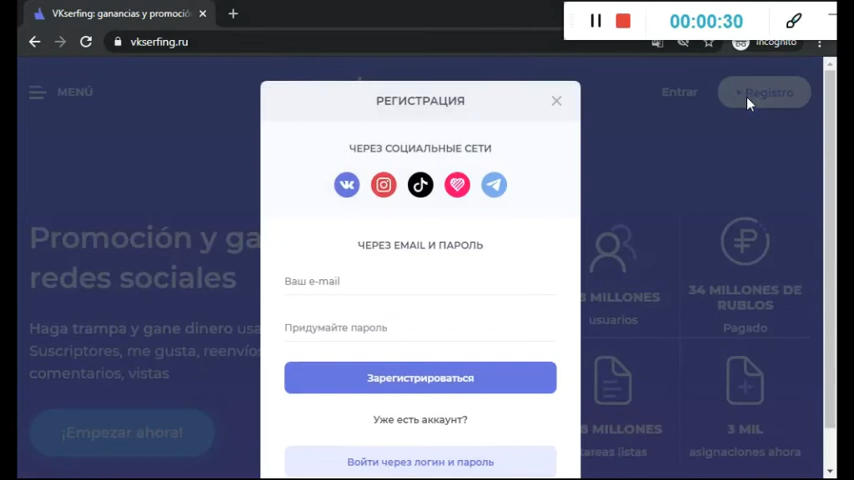 VKserfing: ganancias y promoció
00:00:30
vkserfing.ru
Incognito
MENÚ
Entrar
+ Registro
РЕГИСТРАЦИЯ
ЧЕРЕЗ СОЦИАЛЬНЫЕ СЕТИ
ЧЕРЕЗ EMAIL И ПАРОЛЬ
Ваш e-mail
Придумайте пароль
Зарегистрироваться
Уже есть аккаунт?
Войти через логин и пароль
Promoción y ga
redes sociales
Haga trampa y gane dinero usa
Suscriptores, me gusta, reenvíos
comentarios, vistas
¡Empezar ahora!
MILLONES
usuarios
34 MILLONES DE
RUBLOS
Pagado
MILLONES
tareas listas
3 MIL
asignaciones ahora